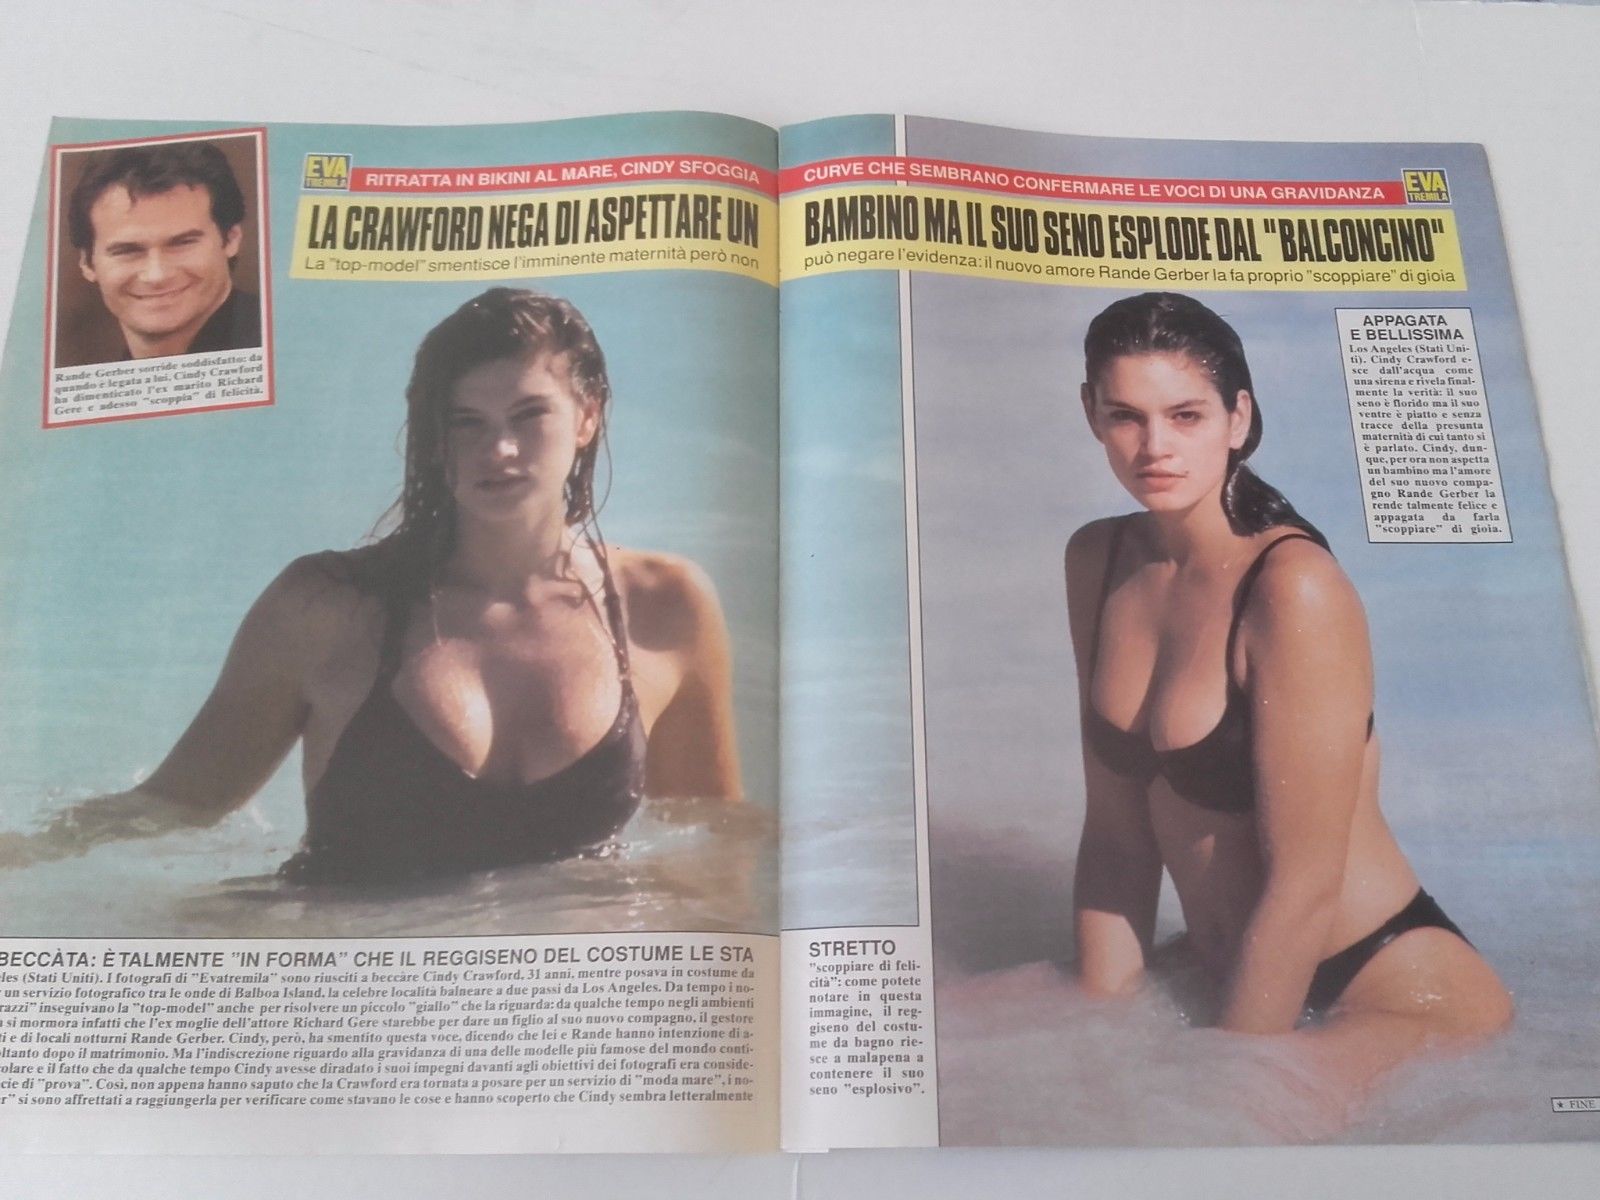 EVA
TREMILA
RITRATTA IN BIKINI AL MARE, CINDY SFOGGIA
CURVE CHE SEMBRANO CONFERMARE LE VOCI DI UNA GRAVIDANZA
EVA
TREMILA
LA CRAWFORD NEGA DI ASPETTARE UN
BAMBINO MA IL SUO SENO ESPLODE DAL "BALCONCINO"
La "top-model" smentisce l'imminente maternità però non
può negare l'evidenza: il nuovo amore Rande Gerber la fa proprio "scoppiare" di gioia
Rande Gerber sorride soddisfatto: da
quando è legata a lui, Cindy Crawford
ha dimenticato l'ex marito Richard
Gere e adesso "scoppia" di felicità.
APPAGATA
E BELLISSIMA
Los Angeles (Stati Uni-
ti). Cindy Crawford e-
sce dall'acqua come
una sirena e rivela final-
mente la verità: il suo
seno è florido ma il suo
ventre è piatto e senza
tracce della presunta
maternità di cui tanto si
è parlato. Cindy, dun-
que, per ora non aspetta
un bambino ma l'amore
del suo nuovo compa-
gno Rande Gerber la
rende talmente felice e
appagata da farla
"scoppiare" di gioia.
BECCÀTA: È TALMENTE "IN FORMA" CHE IL REGGISENO DEL COSTUME LE STA
les (Stati Uniti). I fotografi di "Evatremila" sono riusciti a beccàre Cindy Crawford, 31 anni, mentre posava in costume da
un servizio fotografico tra le onde di Balboa Island, la celebre località balneare a due passi da Los Angeles. Da tempo i no-
razzi" inseguivano la "top-model" anche per risolvere un piccolo "giallo" che la riguarda: da qualche tempo negli ambienti
si mormora infatti che l'ex moglie dell'attore Richard Gere starebbe per dare un figlio al suo nuovo compagno, il gestore
ti e di locali notturni Rande Gerber. Cindy, però, ha smentito questa voce, dicendo che lei e Rande hanno intenzione di a-
oltanto dopo il matrimonio. Ma l'indiscrezione riguardo alla gravidanza di una delle modelle più famose del mondo conti-
olare e il fatto che da qualche tempo Cindy avesse diradato i suoi impegni davanti agli obiettivi dei fotografi era conside-
cie di "prova". Così, non appena hanno saputo che la Crawford era tornata a posare per un servizio di "moda mare", i no-
er" si sono affrettati a raggiungerla per verificare come stavano le cose e hanno scoperto che Cindy sembra letteralmente
STRETTO
"scoppiare di feli-
cità": come potete
notare in questa
immagine, il reg-
giseno del costu-
me da bagno rie-
sce a malapena a
contenere il suo
seno "esplosivo".
★ FINE